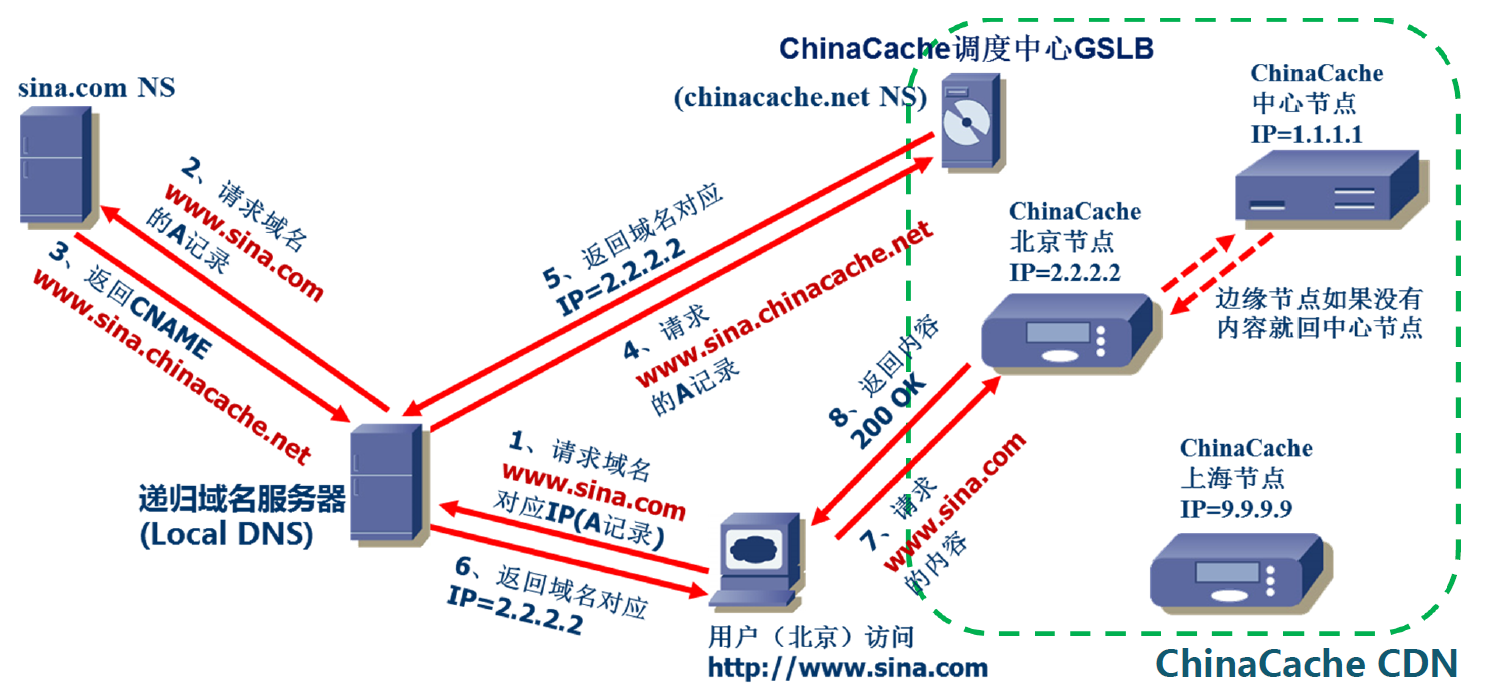 ChinaCache调度中心GSLB
(chinacache.net NS)
sina.com NS
ChinaCache
中心节点
IP=1.1.1.1
2、请求域名
www.sina.com
的A记录
3、返回CNAME
www.sina.chinacache.net
5、返回域名对应
IP=2.2.2.2
4、请求
www.sina.chinacache.net
的A记录
ChinaCache
北京节点
IP=2.2.2.2
边缘节点如果没有
内容就回中心节点
8、返回内容
200 OK
7、请求
www.sina.com
的内容
1、请求域名
www.sina.com
对应IP(A记录)
递归域名服务器
(Local DNS)
6、返回域名对应
IP=2.2.2.2
ChinaCache
上海节点
IP=9.9.9.9
用户（北京）访问
http://www.sina.com
ChinaCache CDN